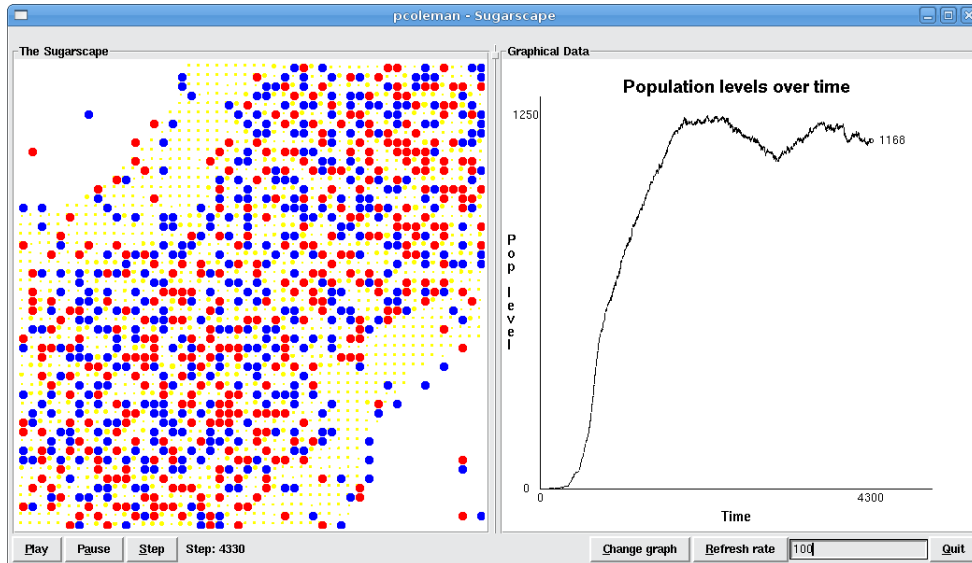 pcoleman - Sugarscape
The Sugarscape
Graphical Data
Population levels over time
1250
1168
Pop level
0
0
4300
Time
Play
Pause
Step
Step: 4330
Change graph
Refresh rate
100
Quit